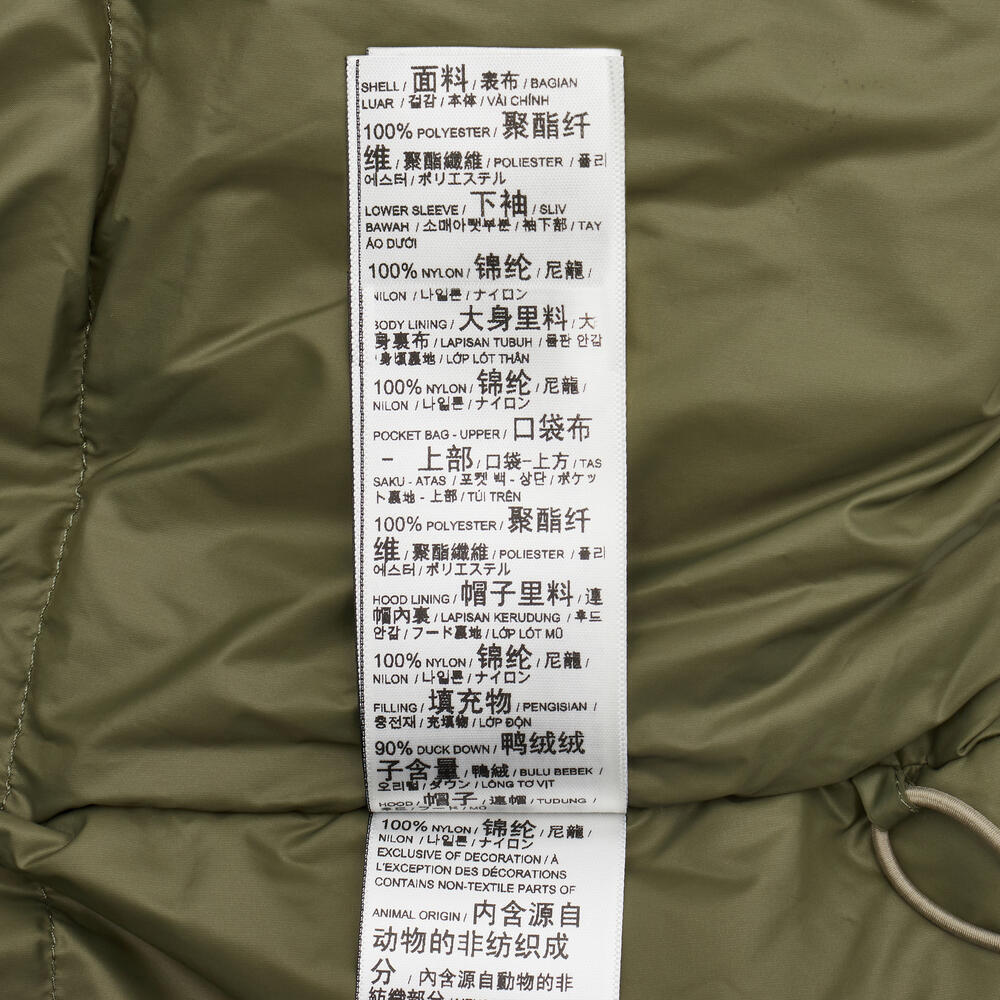 SHELL / 面料 / 表布 / BAGIAN
LUAR / 겉감 / 本体 / VẢI CHÍNH
100% POLYESTER / 聚酯纤
维 / 聚酯纖維 / POLIESTER / 폴리
에스터 / ポリエステル
LOWER SLEEVE / 下袖 / SLIV
BAWAH / 소매아랫부분 / 袖下部 / TAY
ÁO DƯỚI
100% NYLON / 锦纶 / 尼龍 /
NILON / 나일론 / ナイロン
BODY LINING / 大身里料 / 大
身裏布 / LAPISAN TUBUH / 몸판 안감
/ 身頃裏地 / LỚP LÓT THÂN
100% NYLON / 锦纶 / 尼龍 /
NILON / 나일론 / ナイロン
POCKET BAG - UPPER / 口袋布
- 上部 / 口袋-上方 / TAS
SAKU - ATAS / 포켓 백 - 상단 / ポケッ
ト裏地 - 上部 / TÚI TRÊN
100% POLYESTER / 聚酯纤
维 / 聚酯纖維 / POLIESTER / 폴리
에스터 / ポリエステル
HOOD LINING / 帽子里料 / 連
帽內裏 / LAPISAN KERUDUNG / 후드
안감 / フード裏地 / LỚP LÓT MŨ
100% NYLON / 锦纶 / 尼龍 /
NILON / 나일론 / ナイロン
FILLING / 填充物 / PENGISIAN /
충전재 / 充填物 / LỚP ĐỘN
90% DUCK DOWN / 鸭绒绒
子含量 / 鴨絨 / BULU BEBEK /
오리털 / ダウン / LÔNG TƠ VỊT
HOOD / 帽子 / 連帽 / TUDUNG /
후드 / フード / MŨ
100% NYLON / 锦纶 / 尼龍 /
NILON / 나일론 / ナイロン
EXCLUSIVE OF DECORATION / À
L'EXCEPTION DES DÉCORATIONS
CONTAINS NON-TEXTILE PARTS OF
ANIMAL ORIGIN / 内含源自
动物的非纺织成
分 / 內含源自動物的非
紡織部分 /